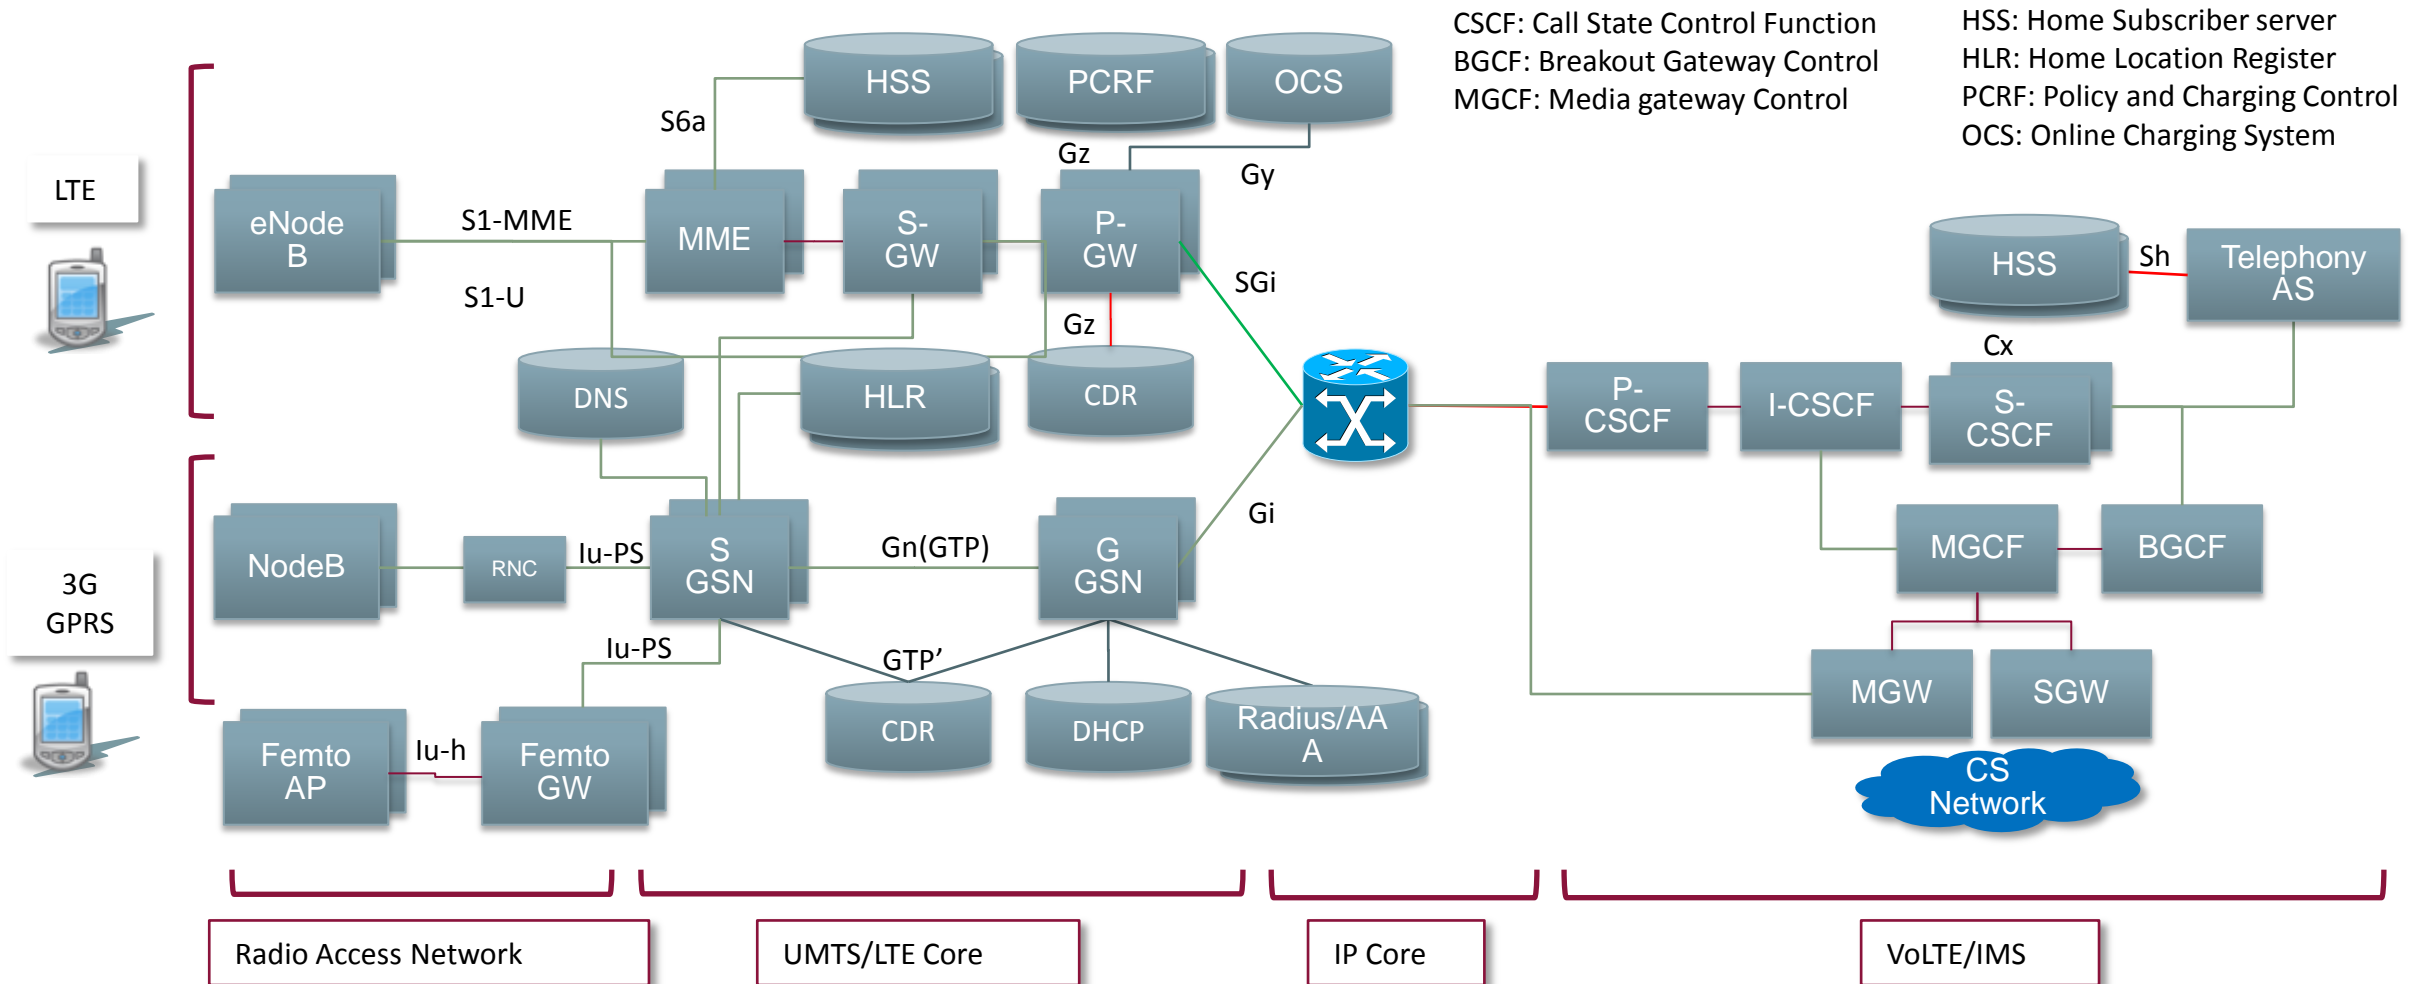 CSCF: Call State Control Function
BGCF: Breakout Gateway Control
MGCF: Media gateway Control
HSS: Home Subscriber server
HLR: Home Location Register
PCRF: Policy and Charging Control
OCS: Online Charging System
HSS
PCRF
OCS
S6a
Gz
Gy
LTE
eNode
B
S1-MME
MME
S-
GW
P-
GW
SGi
HSS
Sh
Telephony
AS
S1-U
Gz
Cx
DNS
HLR
CDR
P-
CSCF
I-CSCF
S-
CSCF
Gi
3G
GPRS
NodeB
RNC
Iu-PS
S
GSN
Gn(GTP)
G
GSN
MGCF
BGCF
Iu-PS
GTP’
MGW
SGW
Femto
AP
Iu-h
Femto
GW
CDR
DHCP
Radius/AA
A
CS
Network
Radio Access Network
UMTS/LTE Core
IP Core
VoLTE/IMS